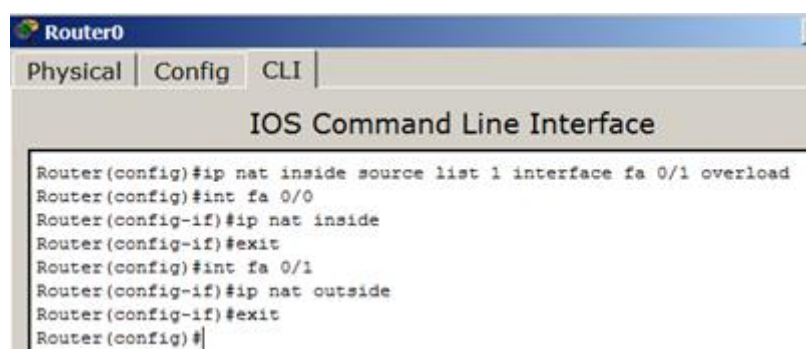 Router0
Physical Config CLI
IOS Command Line Interface
Router(config)#ip nat inside source list 1 interface fa 0/1 overload
Router(config)#int fa 0/0
Router(config-if)#ip nat inside
Router(config-if)#exit
Router(config)#int fa 0/1
Router(config-if)#ip nat outside
Router(config-if)#exit
Router(config)#